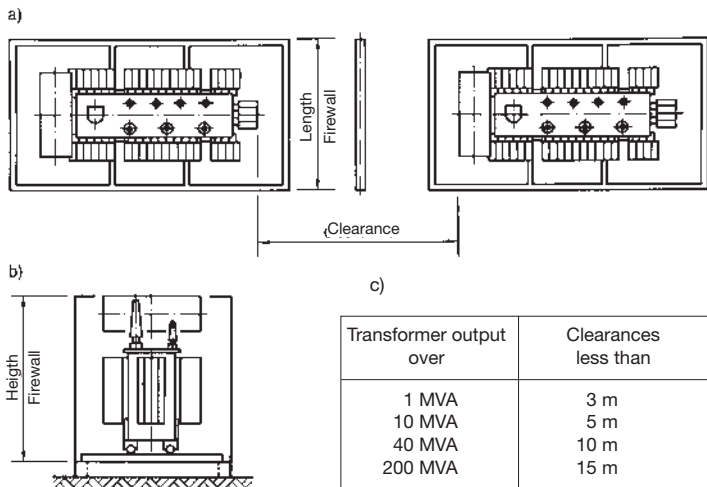 a)
Length
Firewall
Clearance
b)
Heigth
Firewall
c)
Transformer output over
Clearances less than
1 MVA 3 m
10 MVA 5 m
40 MVA 10 m
200 MVA 15 m